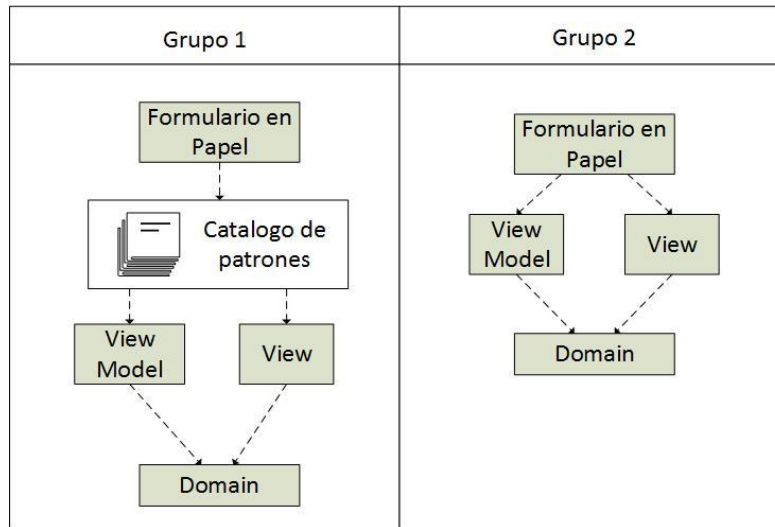 Grupo 1
Formulario en
Papel
Catalogo de
patrones
View
Model
View
Domain
Grupo 2
Formulario en
Papel
View
Model
View
Domain